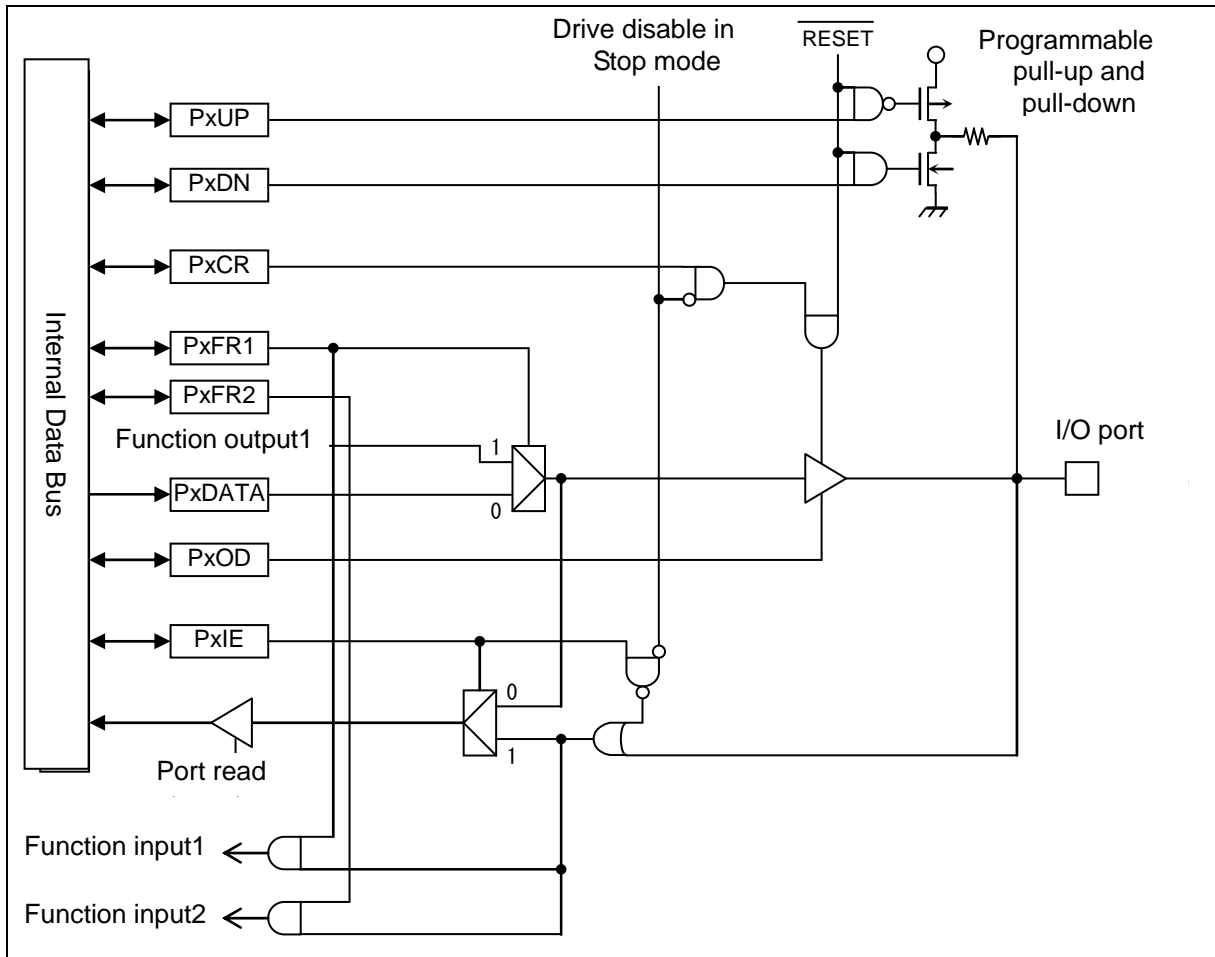 Drive disable in
Stop mode
RESET
Programmable
pull-up and
pull-down
PxUP
PxDN
PxCR
PxFR1
PxFR2
Internal Data Bus
Function output1
1
I/O port
PxDATA
0
PxOD
PxIE
0
1
Port read
Function input1
Function input2